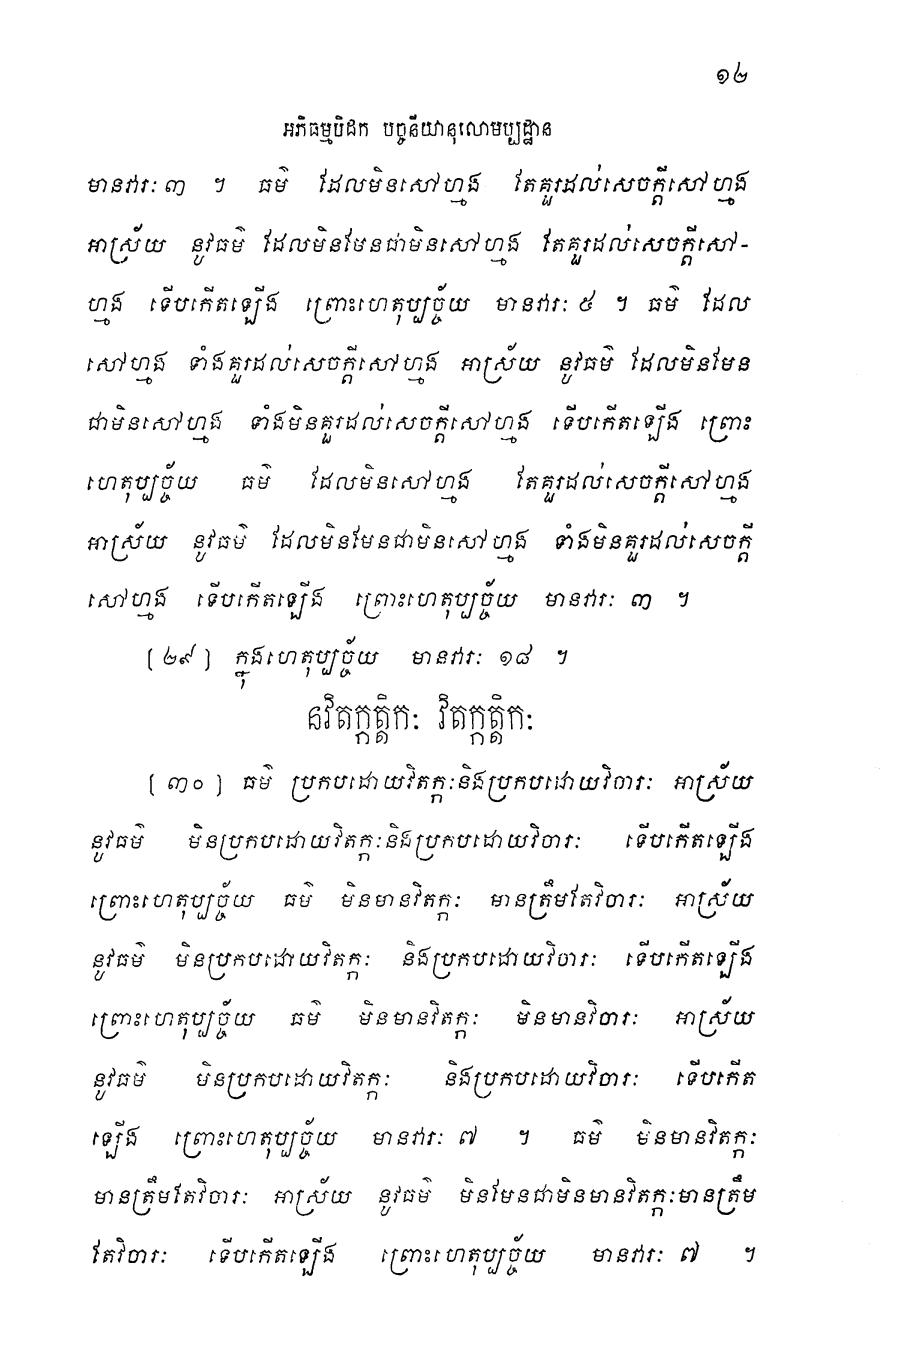 ១២
អភិធម្មបិដក បច្ចនីយានុលោមប្បដ្ឋាន
មានវារៈ ៣ ។ ធម៌ ដែលមិនសៅហ្មង តែគួរដល់សេចក្តីសៅហ្មង
អាស្រ័យ នូវធម៌ ដែលមិនមែនជាមិនសៅហ្មង តែគួរដល់សេចក្តីសៅ-
ហ្មង ទើបកើតឡើង ព្រោះហេតុប្បច្ច័យ មានវារៈ ៥ ។ ធម៌ ដែល
សៅហ្មង ទាំងគួរដល់សេចក្តីសៅហ្មង អាស្រ័យ នូវធម៌ ដែលមិនមែន
ជាមិនសៅហ្មង ទាំងមិនគួរដល់សេចក្តីសៅហ្មង ទើបកើតឡើង ព្រោះ
ហេតុប្បច្ច័យ ធម៌ ដែលមិនសៅហ្មង តែគួរដល់សេចក្តីសៅហ្មង
អាស្រ័យ នូវធម៌ ដែលមិនមែនជាមិនសៅហ្មង ទាំងមិនគួរដល់សេចក្តី
សៅហ្មង ទើបកើតឡើង ព្រោះហេតុប្បច្ច័យ មានវារៈ ៣ ។
[ ២៩ ] ក្នុងហេតុប្បច្ច័យ មានវារៈ ១៨ ។
នវិតក្កត្តិកៈ វិតក្កត្តិកៈ
[ ៣០ ] ធម៌ ប្រកបដោយវិតក្កៈនិងប្រកបដោយវិចារៈ អាស្រ័យ
នូវធម៌ មិនប្រកបដោយវិតក្កៈនិងប្រកបដោយវិចារៈ ទើបកើតឡើង
ព្រោះហេតុប្បច្ច័យ ធម៌ មិនមានវិតក្កៈ មានត្រឹមតែវិចារៈ អាស្រ័យ
នូវធម៌ មិនប្រកបដោយវិតក្កៈ និងប្រកបដោយវិចារៈ ទើបកើតឡើង
ព្រោះហេតុប្បច្ច័យ ធម៌ មិនមានវិតក្កៈ មិនមានវិចារៈ អាស្រ័យ
នូវធម៌ មិនប្រកបដោយវិតក្កៈ និងប្រកបដោយវិចារៈ ទើបកើត
ឡើង ព្រោះហេតុប្បច្ច័យ មានវារៈ ៧ ។ ធម៌ មិនមានវិតក្កៈ
មានត្រឹមតែវិចារៈ អាស្រ័យ នូវធម៌ មិនមែនជាមិនមានវិតក្កៈមានត្រឹម
តែវិចារៈ ទើបកើតឡើង ព្រោះហេតុប្បច្ច័យ មានវារៈ ៧ ។